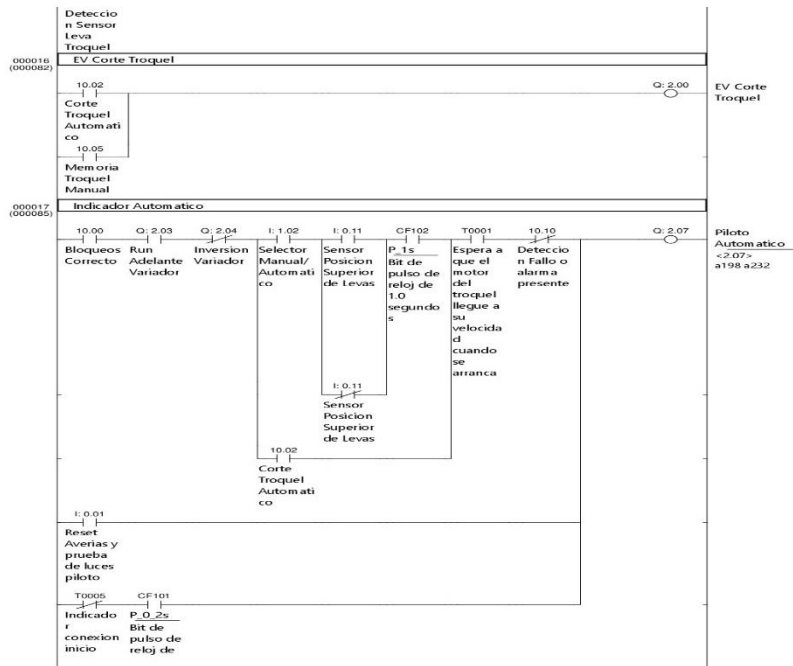 Deteccio
n Sensor
Leva
Troquel
000016
(000082)
EV Corte Troquel
10.02
Corte
Troquel
Automati
co
Q: 2.00
EV Corte
Troquel
10.05
Memoria
Troquel
Manual
000017
(000085)
Indicador Automatico
10.00
Bloqueos
Correcto
Q: 2.03
Run
Adelante
Variador
Q: 2.04
Inversion
Variador
I: 1.02
Selector
Manual/
Automati
co
I: 0.11
Sensor
Posicion
Superior
de Levas
CF102
P_1s
Bit de
pulso de
reloj de
1.0
segundo
s
T0001
Espera a
que el
motor
del
troquel
llegue a
su
velocida
d
cuando
se
arranca
10.10
Deteccio
n Fallo o
alarma
presente
Q: 2.07
Piloto
Automatico
<2.07>
a198 a232
I: 0.11
Sensor
Posicion
Superior
de Levas
10.02
Corte
Troquel
Automati
co
I: 0.01
Reset
Averias y
prueba
de luces
piloto
T0005
Indicado
r
conexion
inicio
CF101
P_0_2s
Bit de
pulso de
reloj de